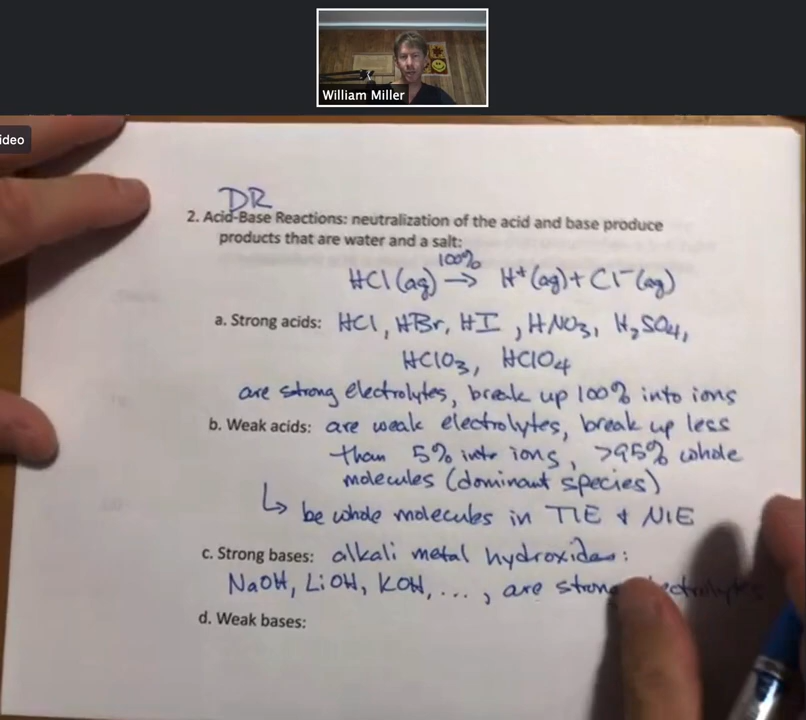 William Miller
ideo
DR
2. Acid-Base Reactions: neutralization of the acid and base produce
products that are water and a salt:
100%
HCl(aq) → H⁺(aq) + Cl⁻(aq)
a. Strong acids: HCl, HBr, HI, HNO₃, H₂SO₄,
HClO₃, HClO₄
are strong electrolytes, break up 100% into ions
b. Weak acids: are weak electrolytes, break up less
than 5% into ions, >95% whole
molecules (dominant species)
↳ be whole molecules in TIE + NIE
c. Strong bases: alkali metal hydroxides:
NaOH, LiOH, KOH, ..., are strong electrolytes
d. Weak bases: